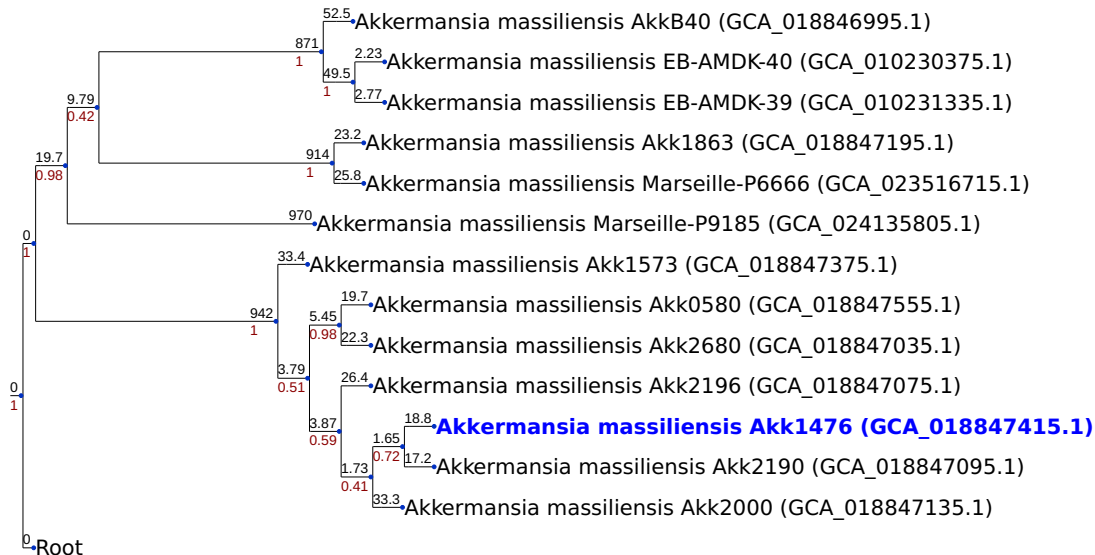 52.5 Akkermansia massiliensis AkkB40 (GCA_018846995.1)
871
1
2.23 Akkermansia massiliensis EB-AMDK-40 (GCA_010230375.1)
49.5
1
2.77 Akkermansia massiliensis EB-AMDK-39 (GCA_010231335.1)
9.79
0.42
23.2 Akkermansia massiliensis Akk1863 (GCA_018847195.1)
914
1
25.8 Akkermansia massiliensis Marseille-P6666 (GCA_023516715.1)
19.7
0.98
970 Akkermansia massiliensis Marseille-P9185 (GCA_024135805.1)
0
1
33.4 Akkermansia massiliensis Akk1573 (GCA_018847375.1)
942
1
19.7 Akkermansia massiliensis Akk0580 (GCA_018847555.1)
5.45
0.98
22.3 Akkermansia massiliensis Akk2680 (GCA_018847035.1)
3.79
0.51
26.4 Akkermansia massiliensis Akk2196 (GCA_018847075.1)
0
1
3.87
0.59
18.8 Akkermansia massiliensis Akk1476 (GCA_018847415.1)
1.65
0.72
17.2 Akkermansia massiliensis Akk2190 (GCA_018847095.1)
1.73
0.41
33.3 Akkermansia massiliensis Akk2000 (GCA_018847135.1)
0 Root